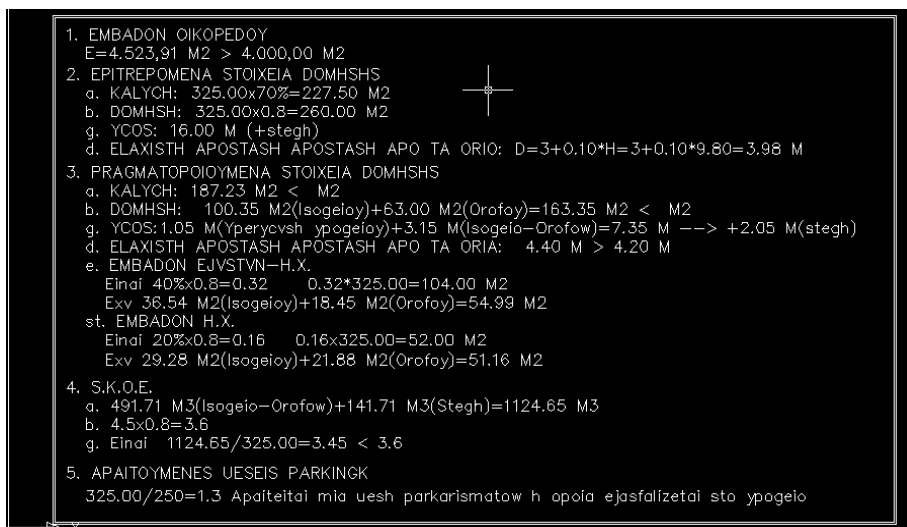 1. EMBADON OIKOPEDOY
E=4.523,91 M2 > 4.000,00 M2
2. EPITREPOMENA STOIXEIA DOMHSHS
a. KALYCH: 325.00x70%=227.50 M2
b. DOMHSH: 325.00x0.8=260.00 M2
g. YCOS: 16.00 M (+stegh)
d. ELAXISTH APOSTASH APOSTASH APO TA ORIO: D=3+0.10*H=3+0.10*9.80=3.98 M
3. PRAGMATOPOIOYMENA STOIXEIA DOMHSHS
a. KALYCH: 187.23 M2 < M2
b. DOMHSH: 100.35 M2(Isogeioy)+63.00 M2(Orofoy)=163.35 M2 < M2
g. YCOS:1.05 M(Yperycvsh ypogeioy)+3.15 M(Isogeio-Orofow)=7.35 M --> +2.05 M(stegh)
d. ELAXISTH APOSTASH APOSTASH APO TA ORIA: 4.40 M > 4.20 M
e. EMBADON EJVSTVN-H.X.
Einai 40%x0.8=0.32 0.32*325.00=104.00 M2
Exv 36.54 M2(Isogeioy)+18.45 M2(Orofoy)=54.99 M2
st. EMBADON H.X.
Einai 20%x0.8=0.16 0.16x325.00=52.00 M2
Exv 29.28 M2(Isogeioy)+21.88 M2(Orofoy)=51.16 M2
4. S.K.O.E.
a. 491.71 M3(Isogeio-Orofow)+141.71 M3(Stegh)=1124.65 M3
b. 4.5x0.8=3.6
g. Einai 1124.65/325.00=3.45 < 3.6
5. APAITOYMENES UESEIS PARKINGK
325.00/250=1.3 Apaiteitai mia uesh parkarismatow h opoia ejasfalizetai sto ypogeio